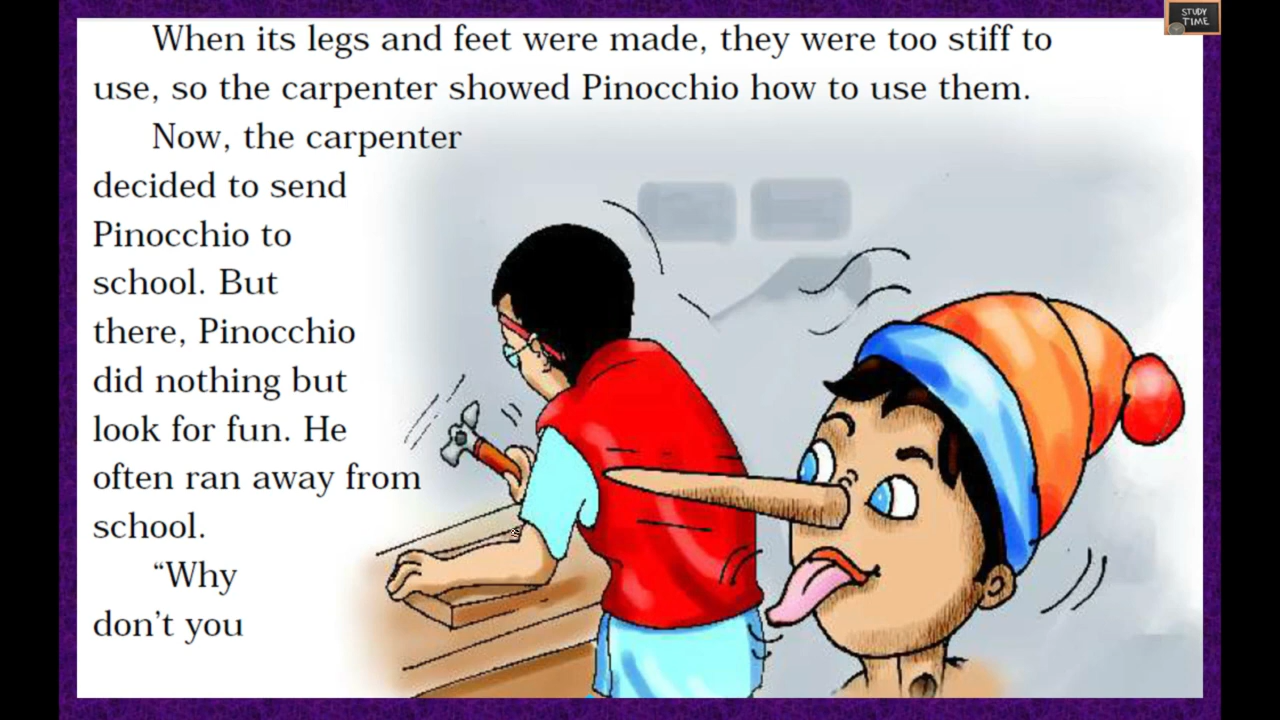 STUDY
TIME
When its legs and feet were made, they were too stiff to
use, so the carpenter showed Pinocchio how to use them.
Now, the carpenter
decided to send
Pinocchio to
school. But
there, Pinocchio
did nothing but
look for fun. He
often ran away from
school.
“Why
don’t you